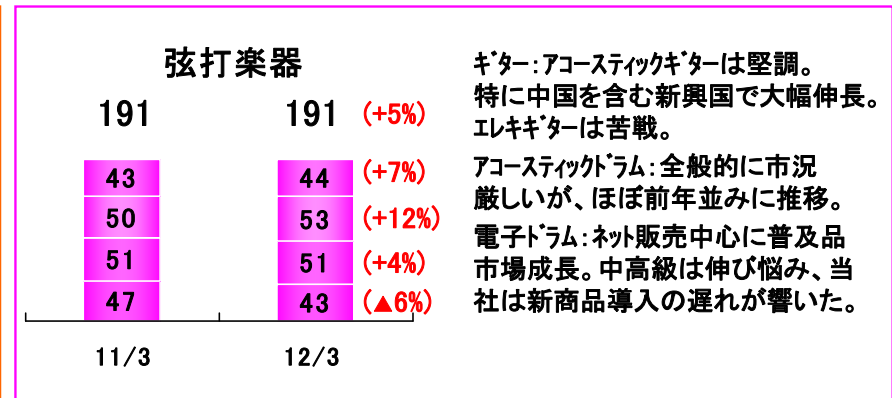 弦打楽器
191 191 (+5%)
43 44 (+7%)
50 53 (+12%)
51 51 (+4%)
47 43 (▲6%)
11/3 12/3
ｷﾞター：ｱｺースティｯｸｷﾞターは堅調。
特に中国を含む新興国で大幅伸長。
ｴﾚｷｷﾞターは苦戦。
ｱｺースティｯｸﾄﾞラム：全般的に市況
厳しいが、ほぼ前年並みに推移。
電子ﾄﾞラム：ﾈｯﾄ販売中心に普及品
市場成長。中高級は伸び悩み、当
社は新商品導入の遅れが響いた。